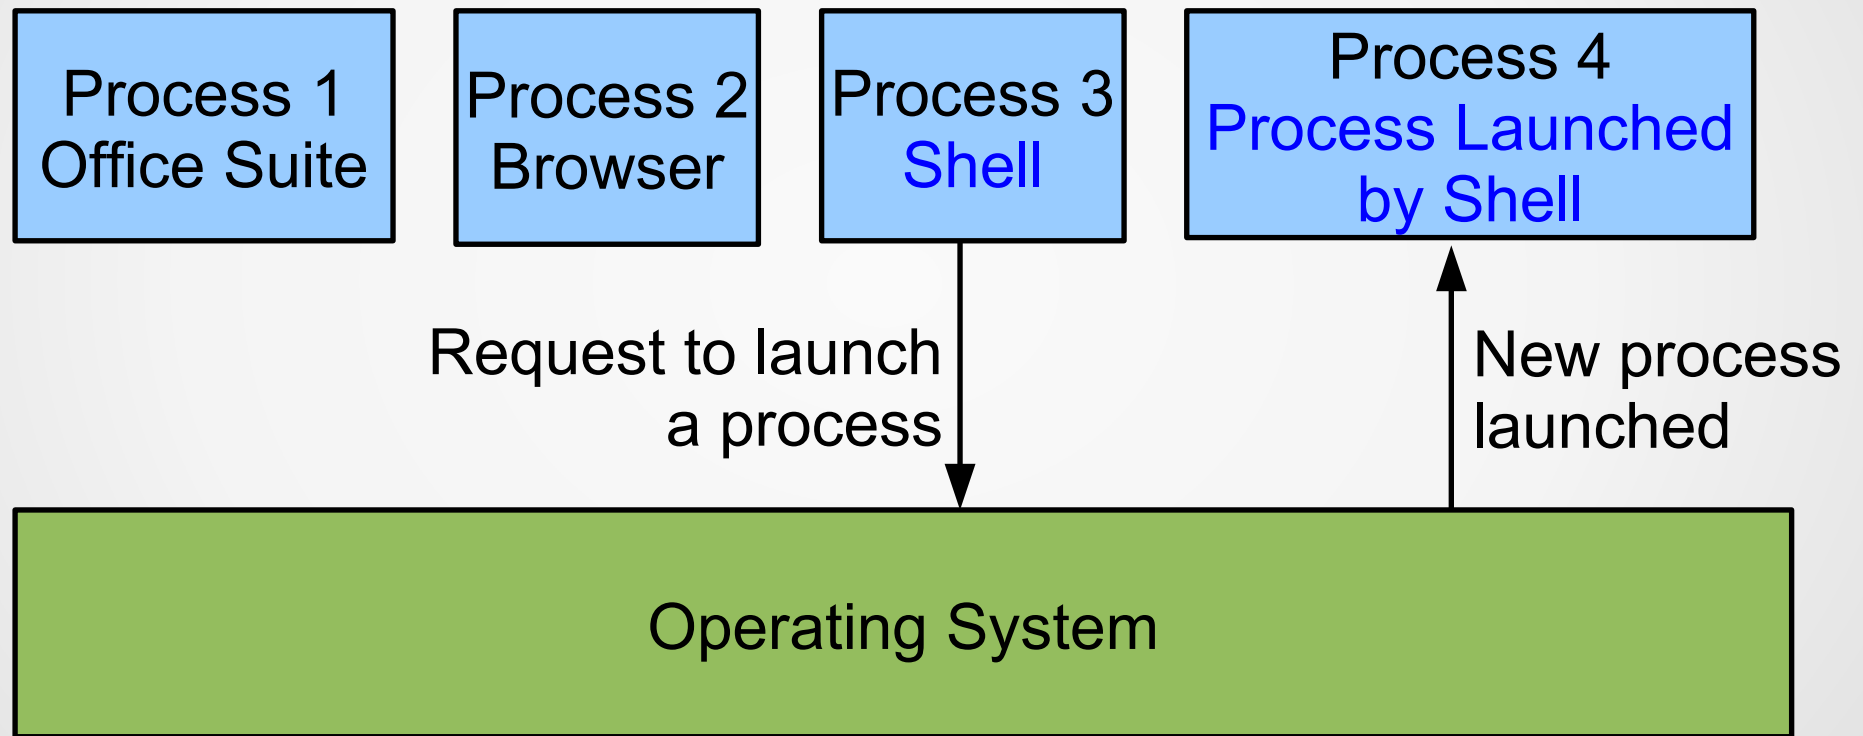 Process 1
Office Suite
Process 2
Browser
Process 3
Shell
Process 4
Process Launched
by Shell
Request to launch
a process
New process
launched
Operating System